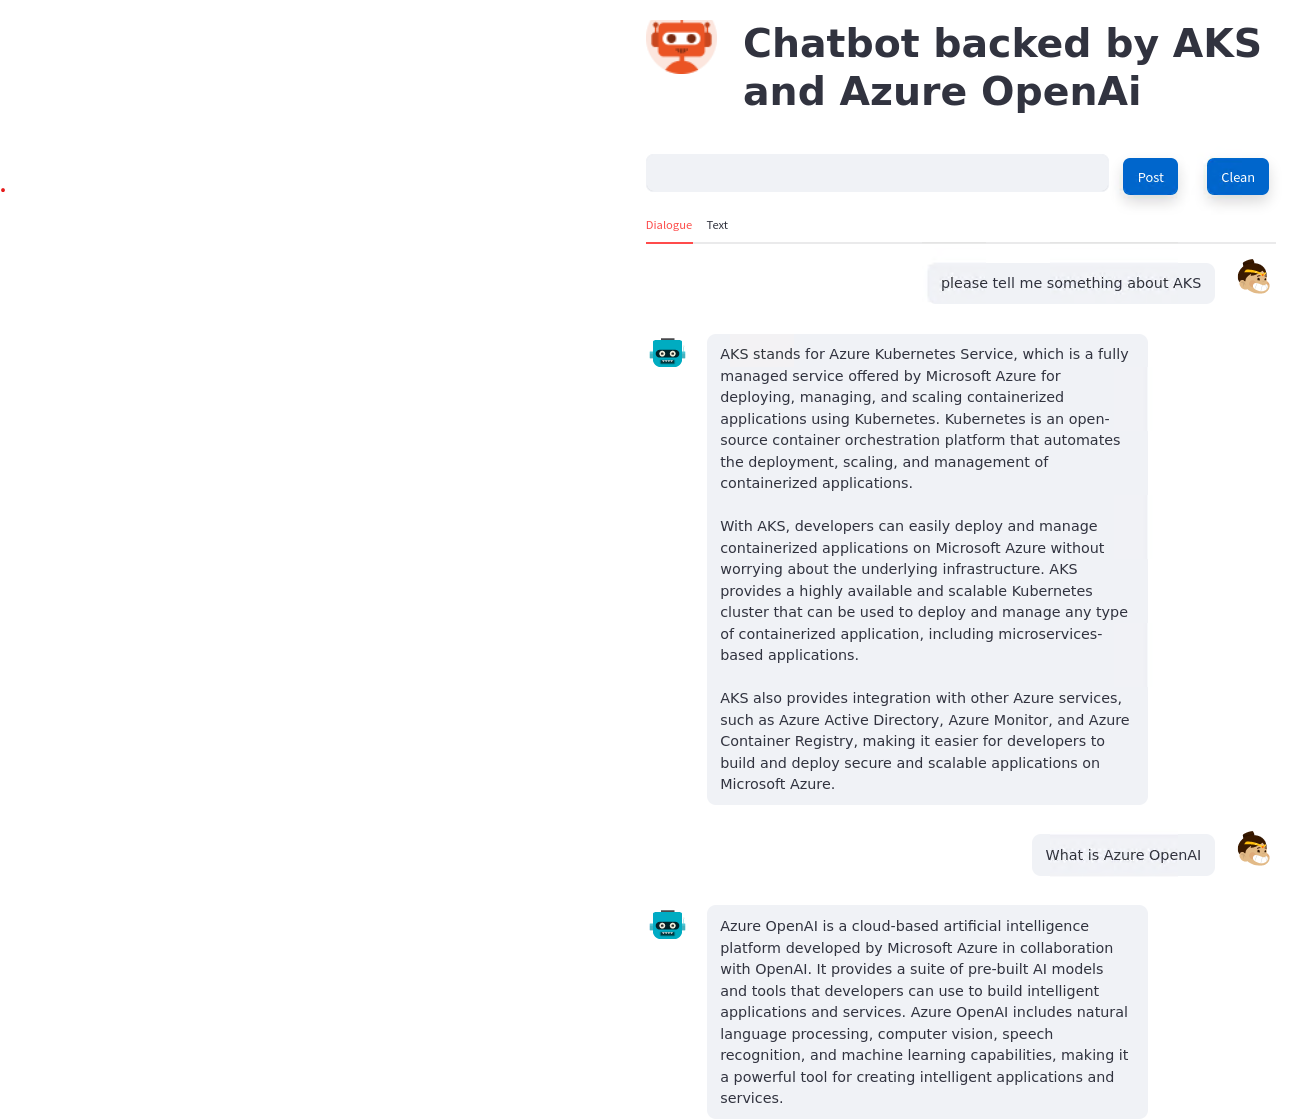 Chatbot backed by AKS
and Azure OpenAi
Post
Clean
Dialogue
Text
please tell me something about AKS
AKS stands for Azure Kubernetes Service, which is a fully
managed service offered by Microsoft Azure for
deploying, managing, and scaling containerized
applications using Kubernetes. Kubernetes is an open-
source container orchestration platform that automates
the deployment, scaling, and management of
containerized applications.
With AKS, developers can easily deploy and manage
containerized applications on Microsoft Azure without
worrying about the underlying infrastructure. AKS
provides a highly available and scalable Kubernetes
cluster that can be used to deploy and manage any type
of containerized application, including microservices-
based applications.
AKS also provides integration with other Azure services,
such as Azure Active Directory, Azure Monitor, and Azure
Container Registry, making it easier for developers to
build and deploy secure and scalable applications on
Microsoft Azure.
What is Azure OpenAI
Azure OpenAI is a cloud-based artificial intelligence
platform developed by Microsoft Azure in collaboration
with OpenAI. It provides a suite of pre-built AI models
and tools that developers can use to build intelligent
applications and services. Azure OpenAI includes natural
language processing, computer vision, speech
recognition, and machine learning capabilities, making it
a powerful tool for creating intelligent applications and
services.